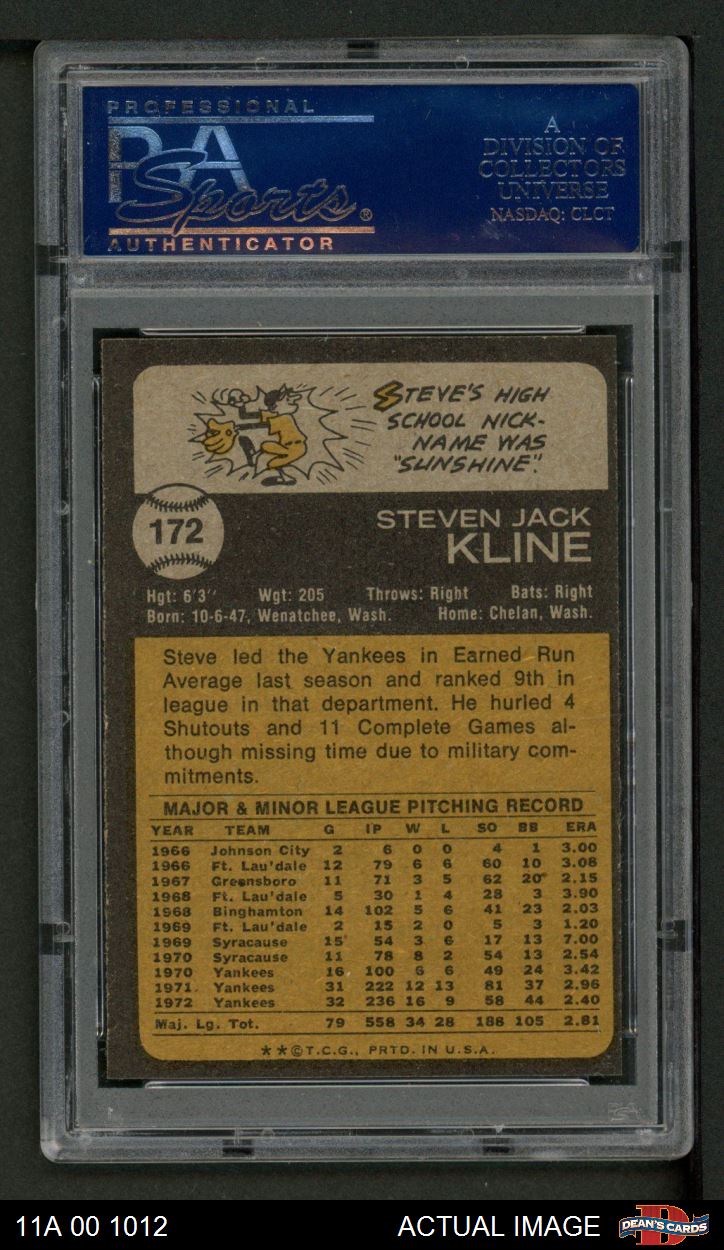 PROFESSIONAL
PSA
Sports®
AUTHENTICATOR
A
DIVISION OF
COLLECTORS
UNIVERSE
NASDAQ: CLCT
STEVE'S HIGH
SCHOOL NICK-
NAME WAS
"SUNSHINE".
172
STEVEN JACK
KLINE
Hgt: 6'3" Wgt: 205 Throws: Right Bats: Right
Born: 10-6-47, Wenatchee, Wash. Home: Chelan, Wash.
Steve led the Yankees in Earned Run
Average last season and ranked 9th in
league in that department. He hurled 4
Shutouts and 11 Complete Games al-
though missing time due to military com-
mitments.
MAJOR & MINOR LEAGUE PITCHING RECORD
YEAR TEAM G IP W L SO BB ERA
1966 Johnson City 2 6 0 0 4 1 3.00
1966 Ft. Lau'dale 12 79 6 6 60 10 3.08
1967 Greensboro 11 71 3 5 62 20 2.15
1968 Ft. Lau'dale 5 30 1 4 28 3 3.90
1968 Binghamton 14 102 5 6 41 23 2.03
1969 Ft. Lau'dale 2 15 2 0 5 3 1.20
1969 Syracause 15 54 3 6 17 13 7.00
1970 Syracause 11 78 8 2 54 13 2.54
1970 Yankees 16 100 6 6 49 24 3.42
1971 Yankees 31 222 12 13 81 37 2.96
1972 Yankees 32 236 16 9 58 44 2.40
Maj. Lg. Tot. 79 558 34 28 188 105 2.81
**©T.C.G., PRTD. IN U.S.A.
11A 00 1012 ACTUAL IMAGE DEAN'S CARDS